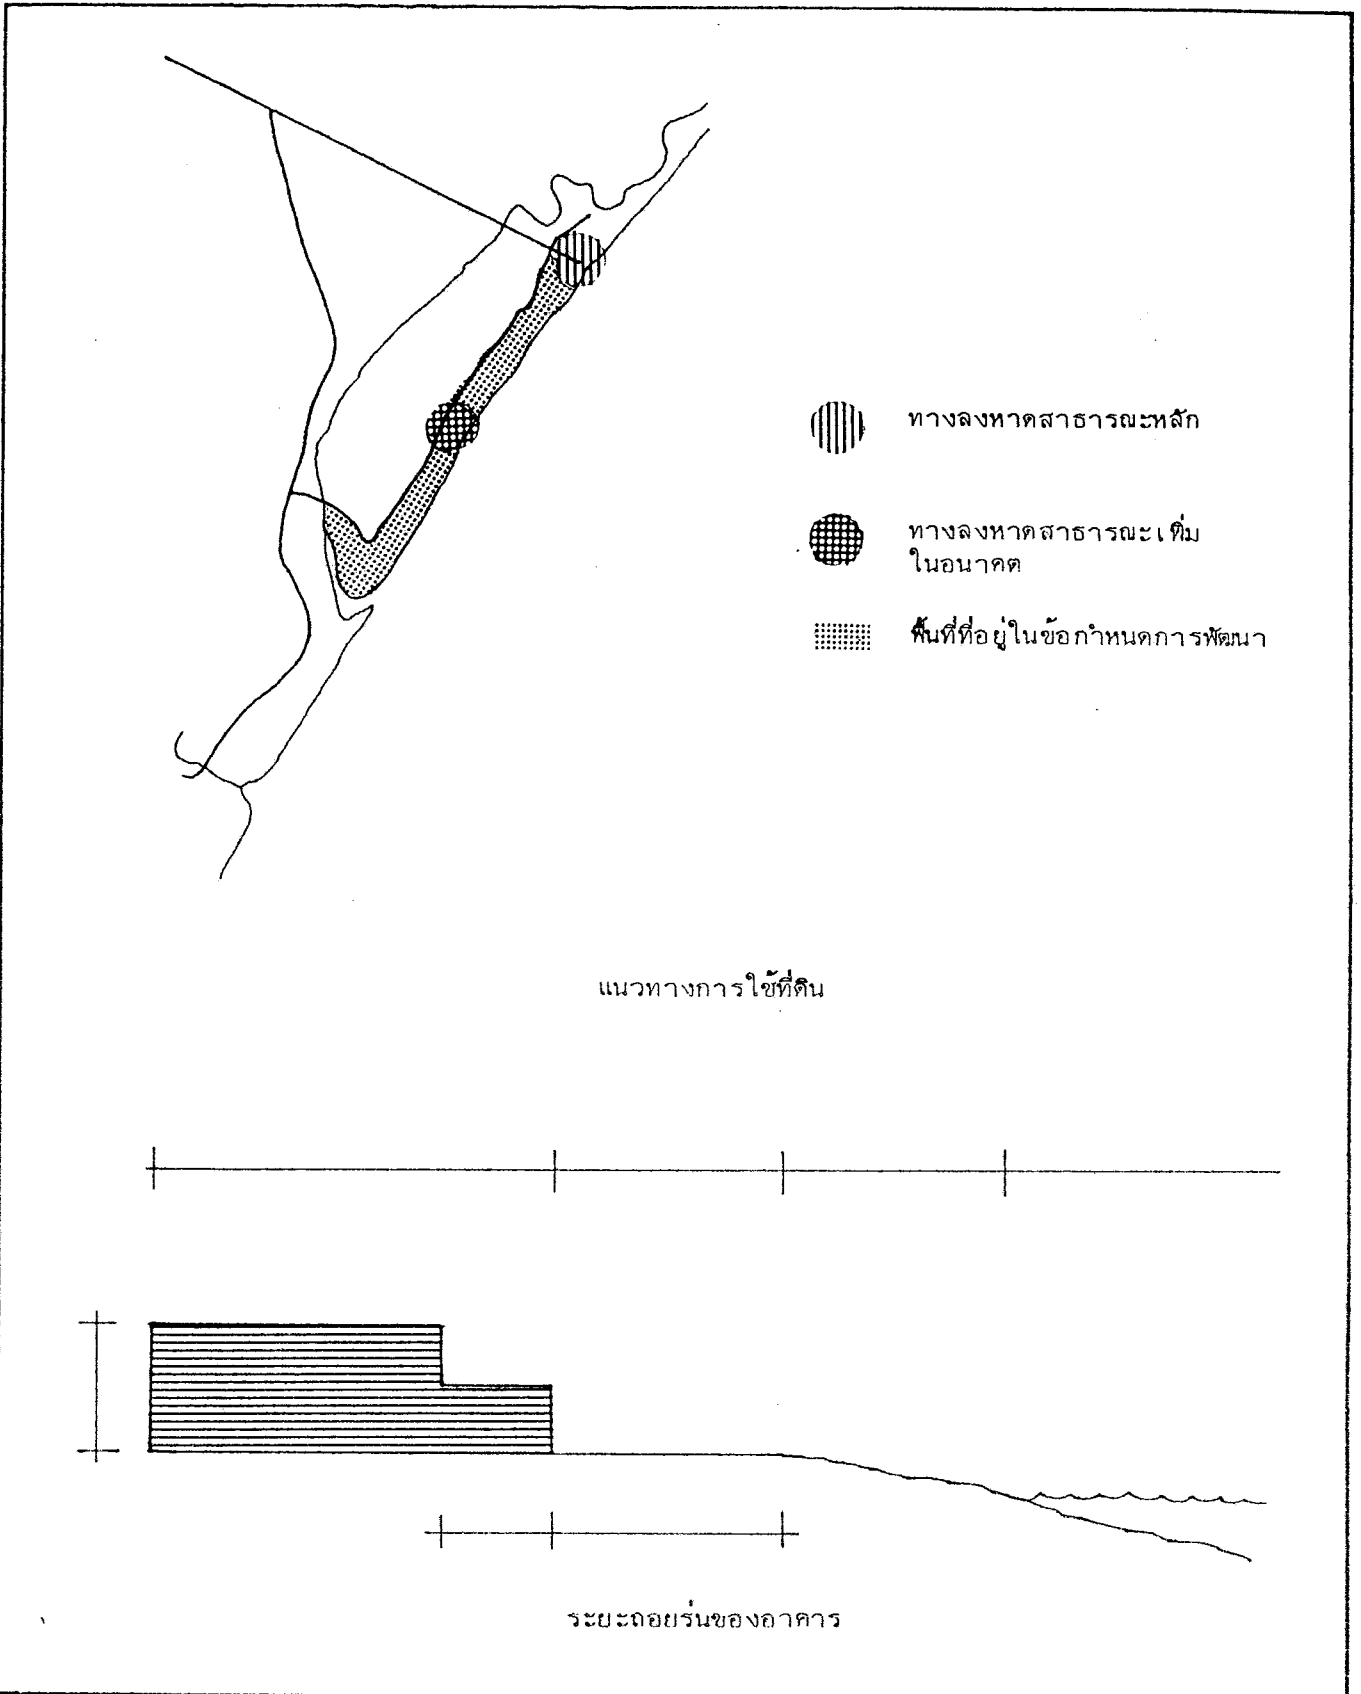 ทางลงหาดสาธารณะหลัก
ทางลงหาดสาธารณะเพิ่ม
ในอนาคต
พื้นที่ที่อยู่ในข้อกำหนดการพัฒนา
แนวทางการใช้ที่ดิน
ระยะถอยร่นของอาคาร